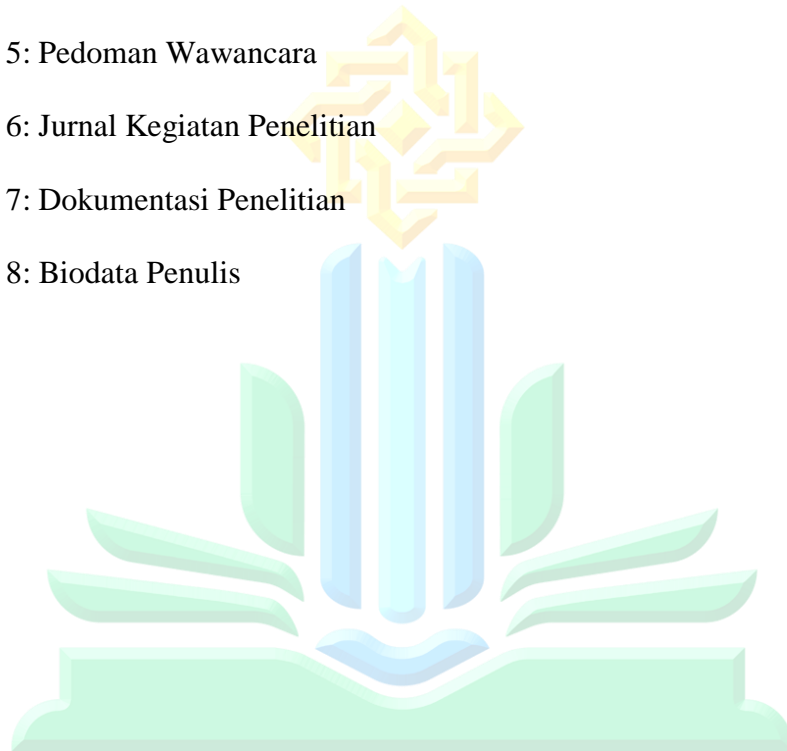 5: Pedoman Wawancara
6: Jurnal Kegiatan Penelitian
7: Dokumentasi Penelitian
8: Biodata Penulis